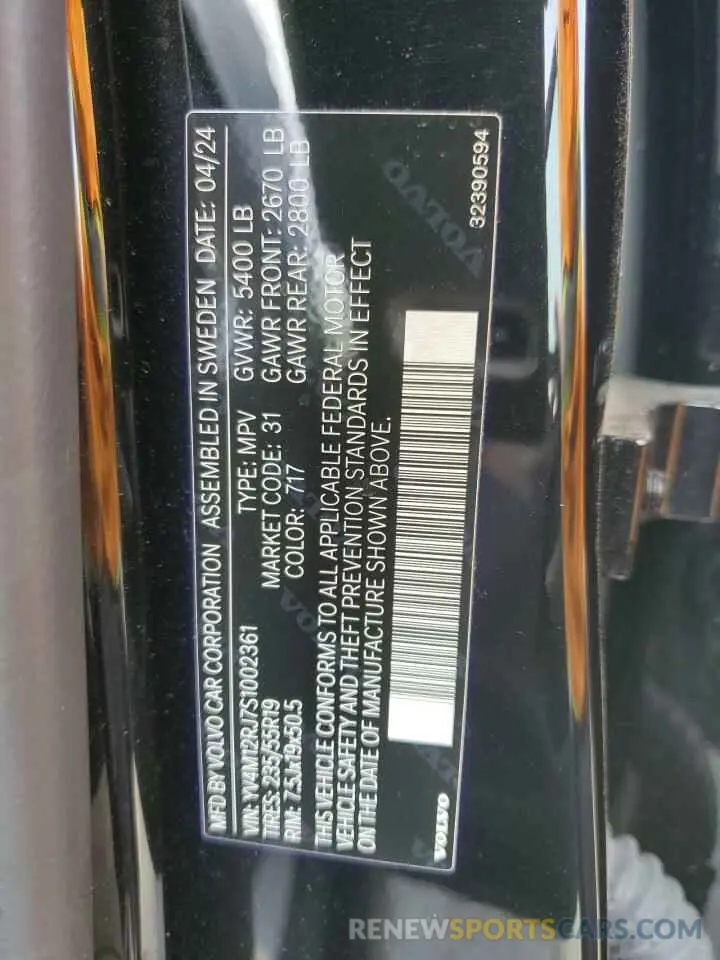 MFD BY VOLVO CAR CORPORATION ASSEMBLED IN SWEDEN DATE: 04/24
VIN: YV4M12RJ7S1002361 TYPE: MPV GVWR: 5400 LB
TIRES: 235/55R19 MARKET CODE: 31 GAWR FRONT: 2670 LB
RIM: 7.5Jx19x50.5 COLOR: 717 GAWR REAR: 2800 LB
THIS VEHICLE CONFORMS TO ALL APPLICABLE FEDERAL MOTOR
VEHICLE SAFETY AND THEFT PREVENTION STANDARDS IN EFFECT
ON THE DATE OF MANUFACTURE SHOWN ABOVE.
VOLVO
32390594
RENEWSPORTSCARS.COM